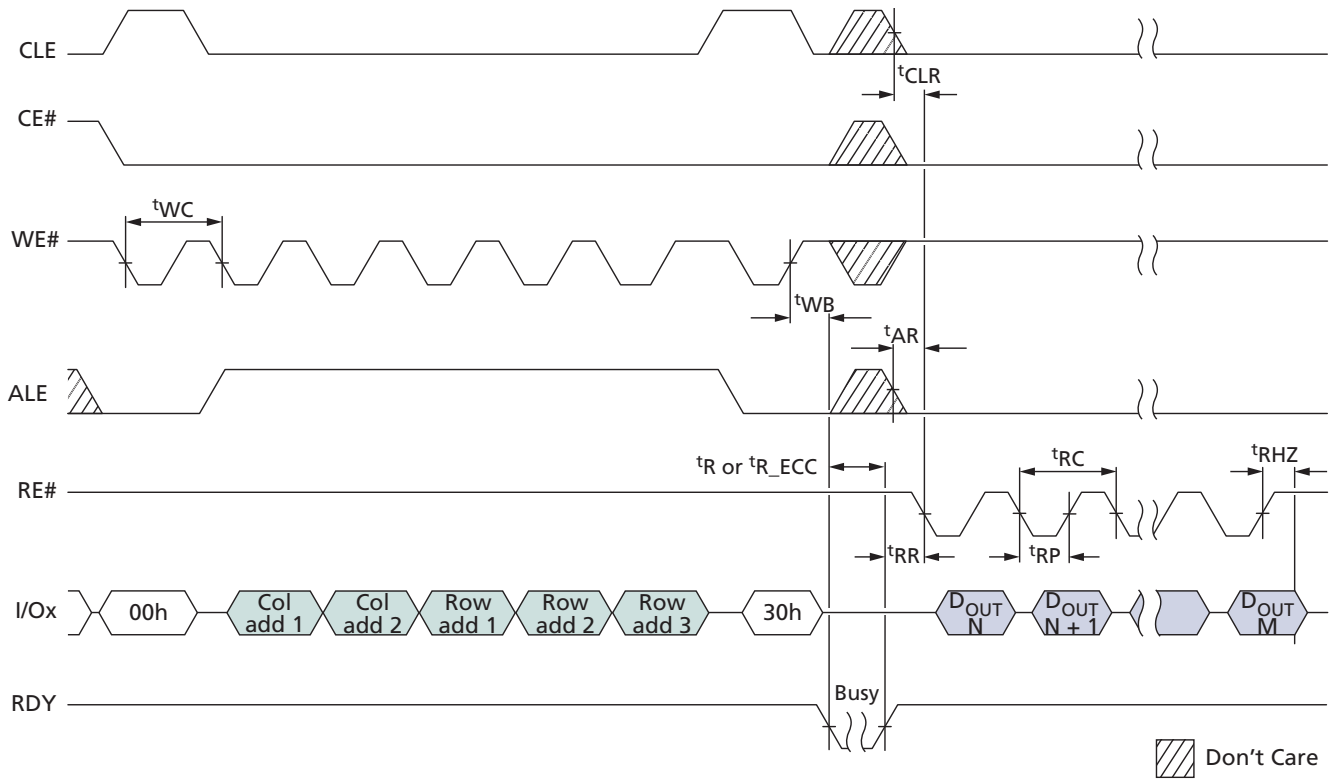 CLE
tCLR
CE#
tWC
WE#
tWB
tAR
ALE
tR or tR_ECC
tRC
tRHZ
RE#
tRR
tRP
I/Ox
00h
Col
add 1
Col
add 2
Row
add 1
Row
add 2
Row
add 3
30h
DOUT
N
DOUT
N + 1
DOUT
M
RDY
Busy
Don't Care